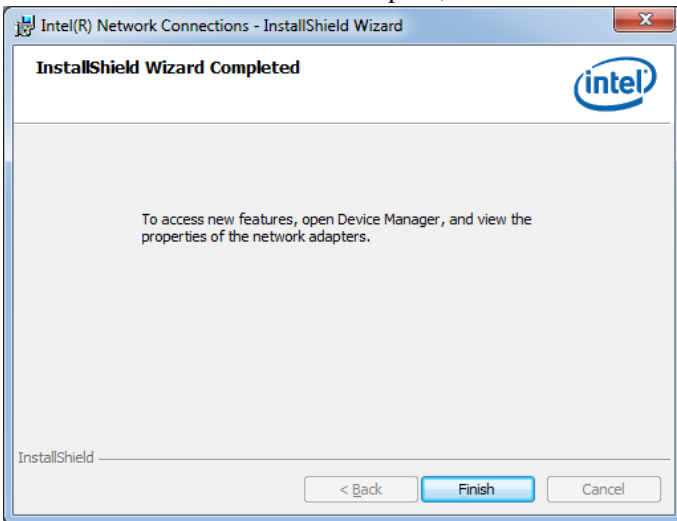 Intel(R) Network Connections - InstallShield Wizard
InstallShield Wizard Completed
intel
To access new features, open Device Manager, and view the
properties of the network adapters.
InstallShield
< Back
Finish
Cancel